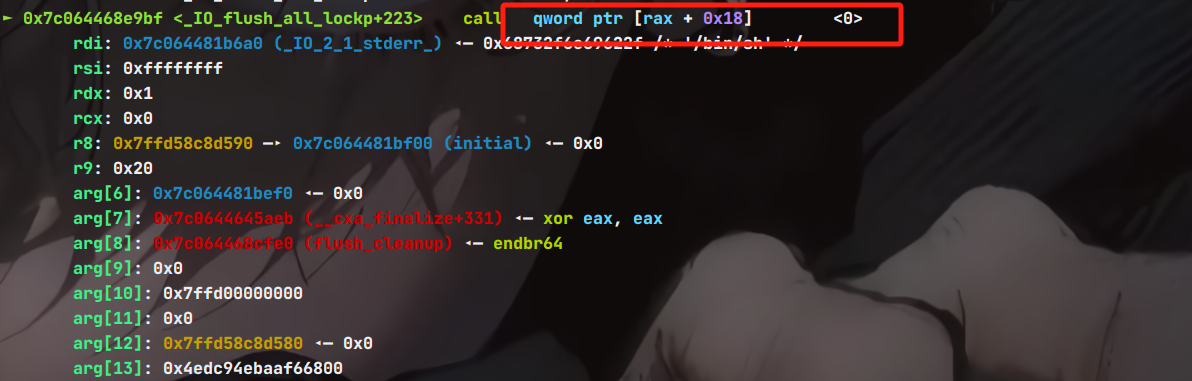 ► 0x7c064468e9bf <_IO_flush_all_lockp+223> call qword ptr [rax + 0x18] <0>
rdi: 0x7c064481b6a0 (_IO_2_1_stderr_) ◂— 0x68732f6e69622f /* '/bin/sh' */
rsi: 0xffffffff
rdx: 0x1
rcx: 0x0
r8: 0x7ffd58c8d590 —▸ 0x7c064481bf00 (initial) ◂— 0x0
r9: 0x20
arg[6]: 0x7c064481bef0 ◂— 0x0
arg[7]: 0x7c0644645aeb (__cxa_finalize+331) ◂— xor eax, eax
arg[8]: 0x7c064468cfe0 (flush_cleanup) ◂— endbr64
arg[9]: 0x0
arg[10]: 0x7ffd00000000
arg[11]: 0x0
arg[12]: 0x7ffd58c8d580 ◂— 0x0
arg[13]: 0x4edc94ebaaf66800